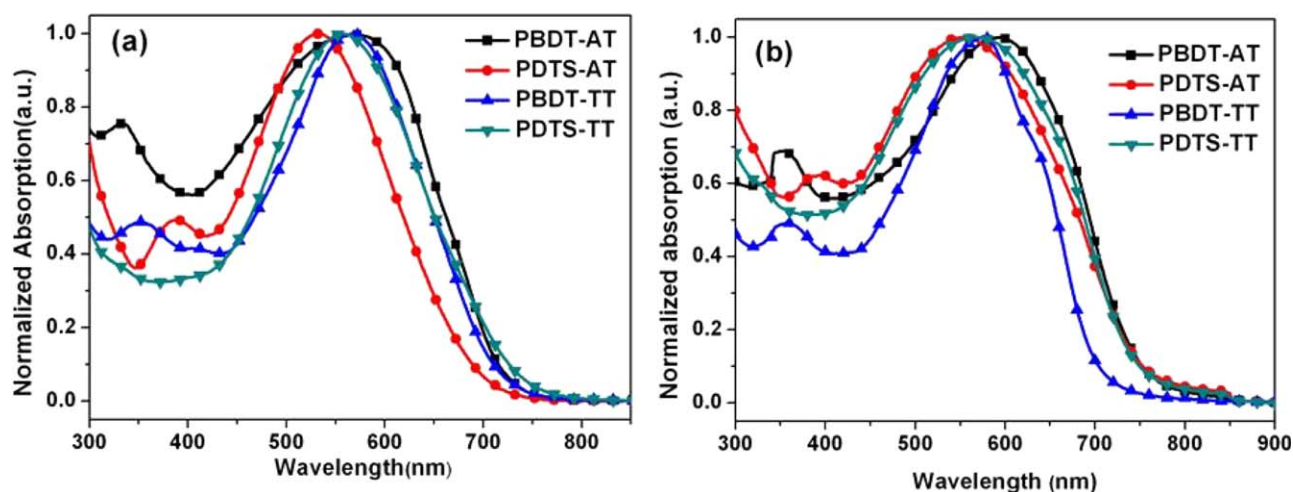 (a)
PBDT-AT
PDTS-AT
PBDT-TT
PDTS-TT
Normalized Absorption(a.u.)
1.0
0.8
0.6
0.4
0.2
0.0
300 400 500 600 700 800
Wavelength(nm)
(b)
PBDT-AT
PDTS-AT
PBDT-TT
PDTS-TT
Normalized absorption (a.u.)
1.0
0.8
0.6
0.4
0.2
0.0
300 400 500 600 700 800 900
Wavelength (nm)